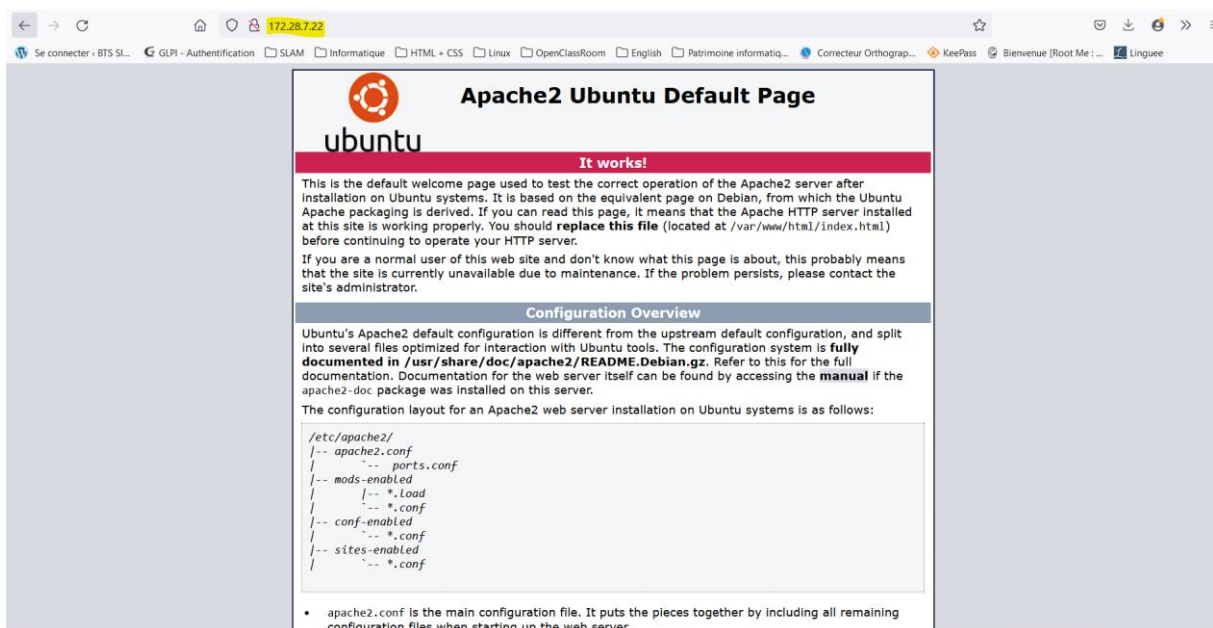 172.28.7.22
Se connecter ‹ BTS SI... GLPI - Authentification SLAM Informatique HTML + CSS Linux OpenClassRoom English Patrimoine informatiq... Correcteur Orthograp... KeePass Bienvenue [Root Me : ... Linguee
Apache2 Ubuntu Default Page
ubuntu
It works!
This is the default welcome page used to test the correct operation of the Apache2 server after
installation on Ubuntu systems. It is based on the equivalent page on Debian, from which the Ubuntu
Apache packaging is derived. If you can read this page, it means that the Apache HTTP server installed
at this site is working properly. You should replace this file (located at /var/www/html/index.html)
before continuing to operate your HTTP server.
If you are a normal user of this web site and don't know what this page is about, this probably means
that the site is currently unavailable due to maintenance. If the problem persists, please contact the
site's administrator.
Configuration Overview
Ubuntu's Apache2 default configuration is different from the upstream default configuration, and split
into several files optimized for interaction with Ubuntu tools. The configuration system is fully
documented in /usr/share/doc/apache2/README.Debian.gz. Refer to this for the full
documentation. Documentation for the web server itself can be found by accessing the manual if the
apache2-doc package was installed on this server.
The configuration layout for an Apache2 web server installation on Ubuntu systems is as follows:
/etc/apache2/
|-- apache2.conf
|       `--  ports.conf
|-- mods-enabled
|       |-- *.load
|       `-- *.conf
|-- conf-enabled
|       `-- *.conf
|-- sites-enabled
|       `-- *.conf
• apache2.conf is the main configuration file. It puts the pieces together by including all remaining
configuration files when starting up the web server.